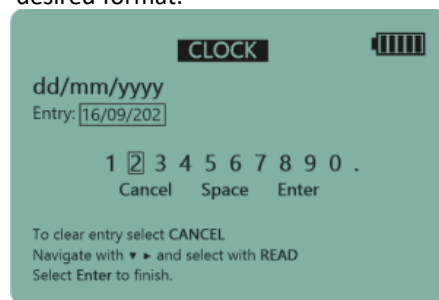 desired format.
CLOCK
dd/mm/yyyy
Entry: 16/09/202
1 2 3 4 5 6 7 8 9 0 .
Cancel Space Enter
To clear entry select CANCEL
Navigate with ▼ ► and select with READ
Select Enter to finish.